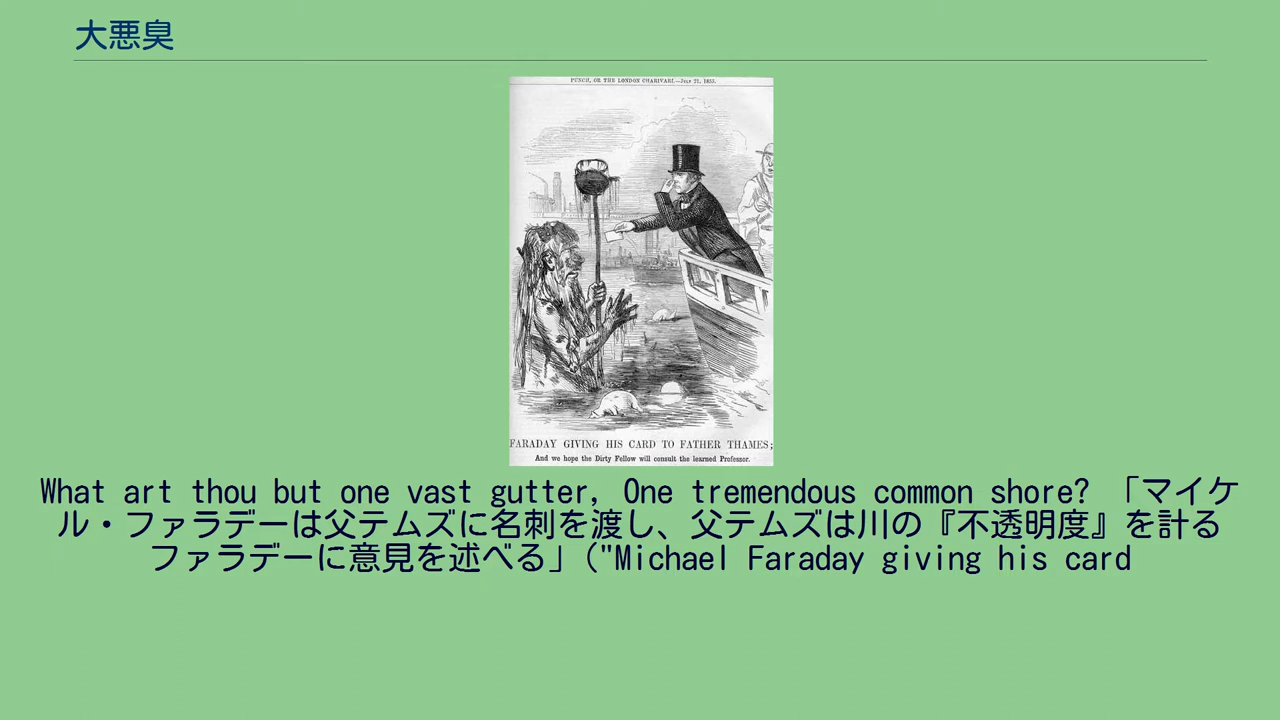 大悪臭
PUNCH, OR THE LONDON CHARIVARI.—July 21, 1855.
FARADAY GIVING HIS CARD TO FATHER THAMES;
And we hope the Dirty Fellow will consult the learned Professor.
What art thou but one vast gutter, One tremendous common shore? 「マイケ
ル・ファラデーは父テムズに名刺を渡し、父テムズは川の『不透明度』を計る
ファラデーに意見を述べる」("Michael Faraday giving his card